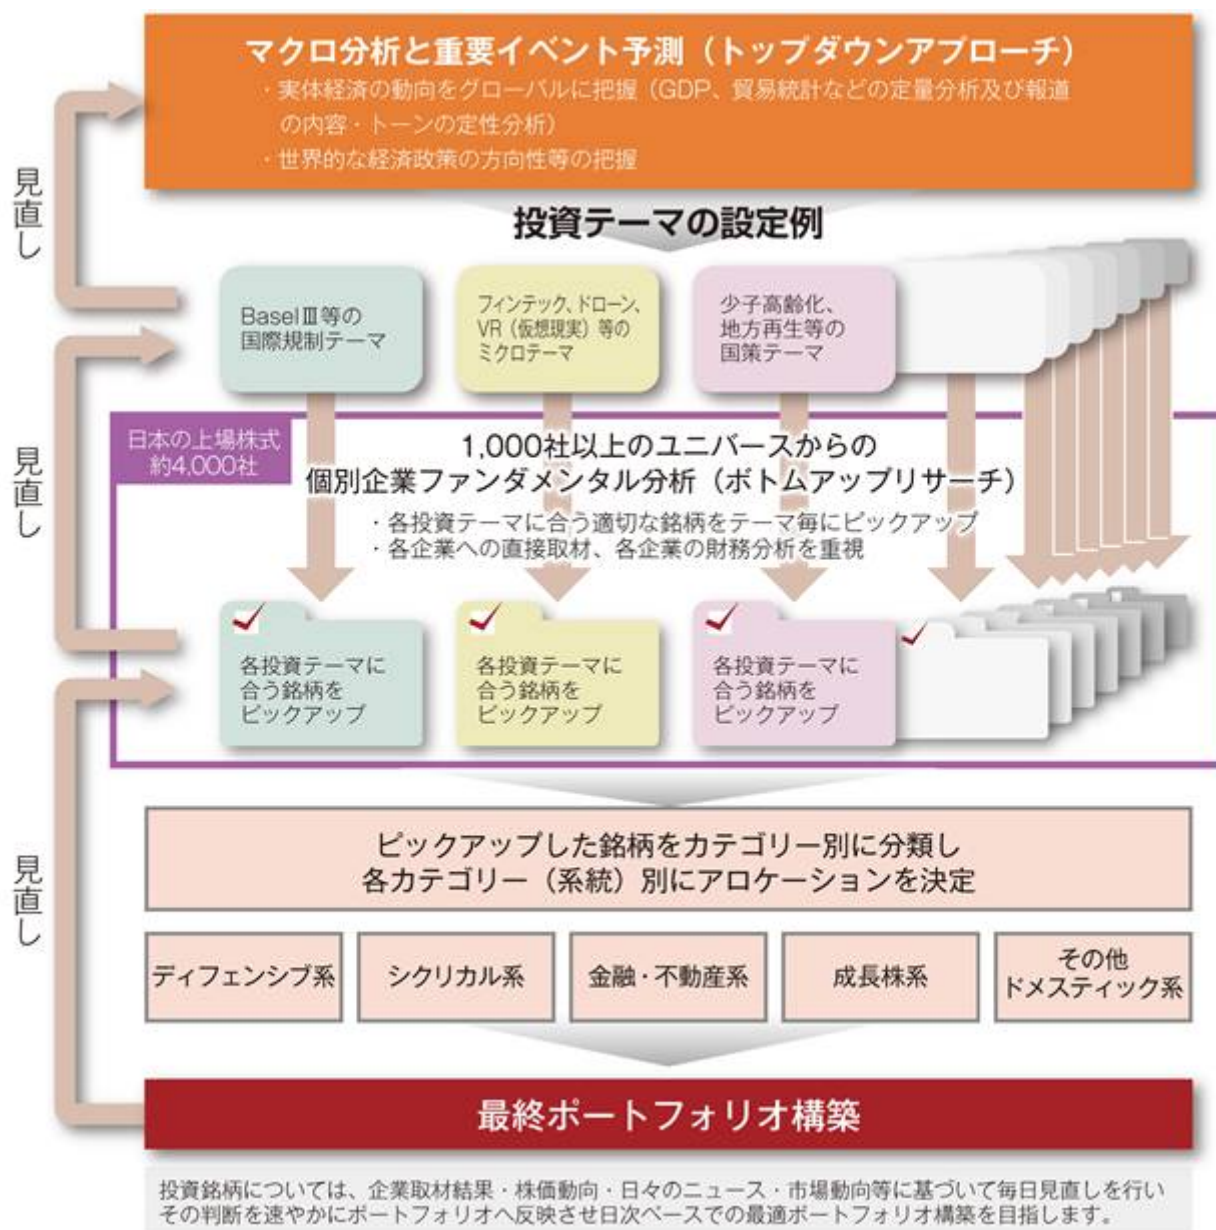 マクロ分析と重要イベント予測（トップダウンアプローチ）
・実体経済の動向をグローバルに把握（GDP、貿易統計などの定量分析及び報道
の内容・トーンの定性分析）
・世界的な経済政策の方向性等の把握
見直し
投資テーマの設定例
BaselⅢ等の
国際規制テーマ
フィンテック、ドローン、
VR（仮想現実）等の
ミクロテーマ
少子高齢化、
地方再生等の
国策テーマ
見直し
日本の上場株式
約4,000社
1,000社以上のユニバースからの
個別企業ファンダメンタル分析（ボトムアップリサーチ）
・各投資テーマに合う適切な銘柄をテーマ毎にピックアップ
・各企業への直接取材、各企業の財務分析を重視
各投資テーマに
合う銘柄を
ピックアップ
各投資テーマに
合う銘柄を
ピックアップ
各投資テーマに
合う銘柄を
ピックアップ
見直し
ピックアップした銘柄をカテゴリー別に分類し
各カテゴリー（系統）別にアロケーションを決定
ディフェンシブ系
シクリカル系
金融・不動産系
成長株系
その他
ドメスティック系
最終ポートフォリオ構築
投資銘柄については、企業取材結果・株価動向・日々のニュース・市場動向等に基づいて毎日見直しを行い
その判断を速やかにポートフォリオへ反映させ日次ベースでの最適ポートフォリオ構築を目指します。